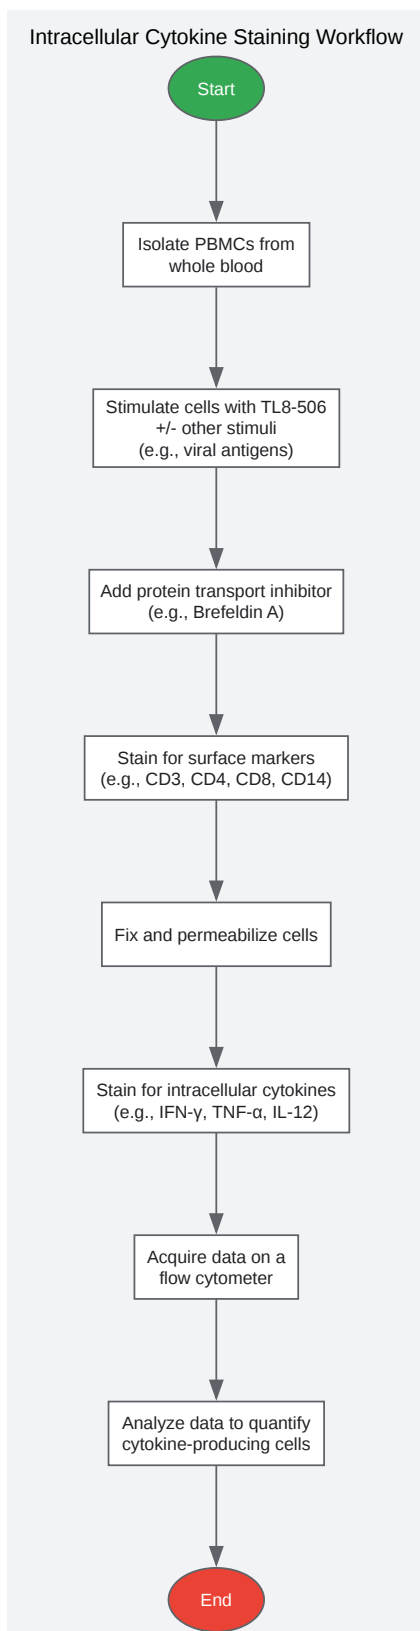 Intracellular Cytokine Staining Workflow
Start
Isolate PBMCs from
whole blood
Stimulate cells with TL8-506
+/- other stimuli
(e.g., viral antigens)
Add protein transport inhibitor
(e.g., Brefeldin A)
Stain for surface markers
(e.g., CD3, CD4, CD8, CD14)
Fix and permeabilize cells
Stain for intracellular cytokines
(e.g., IFN-γ, TNF-α, IL-12)
Acquire data on a
flow cytometer
Analyze data to quantify
cytokine-producing cells
End